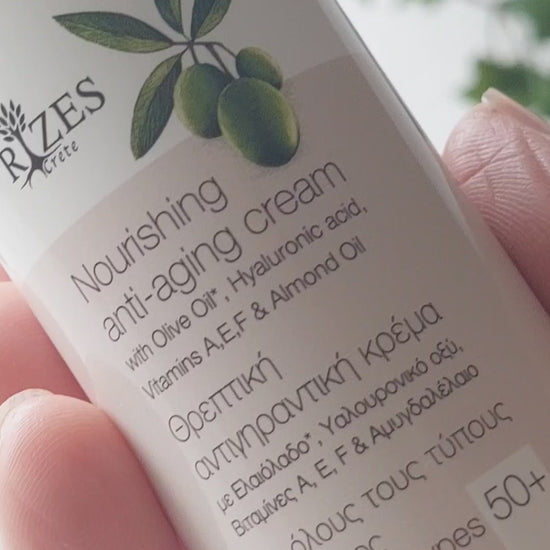 RIZES
Crete
Nourishing
anti-aging cream
with Olive Oil*, Hyaluronic acid,
Vitamins A,E,F & Almond Oil
Θρεπτική
αντιγηραντική κρέμα
με Ελαιόλαδο*, Υαλουρονικό οξύ,
Βιταμίνες A, E, F & Αμυγδαλέλαιο
όλους τους τύπους
50+